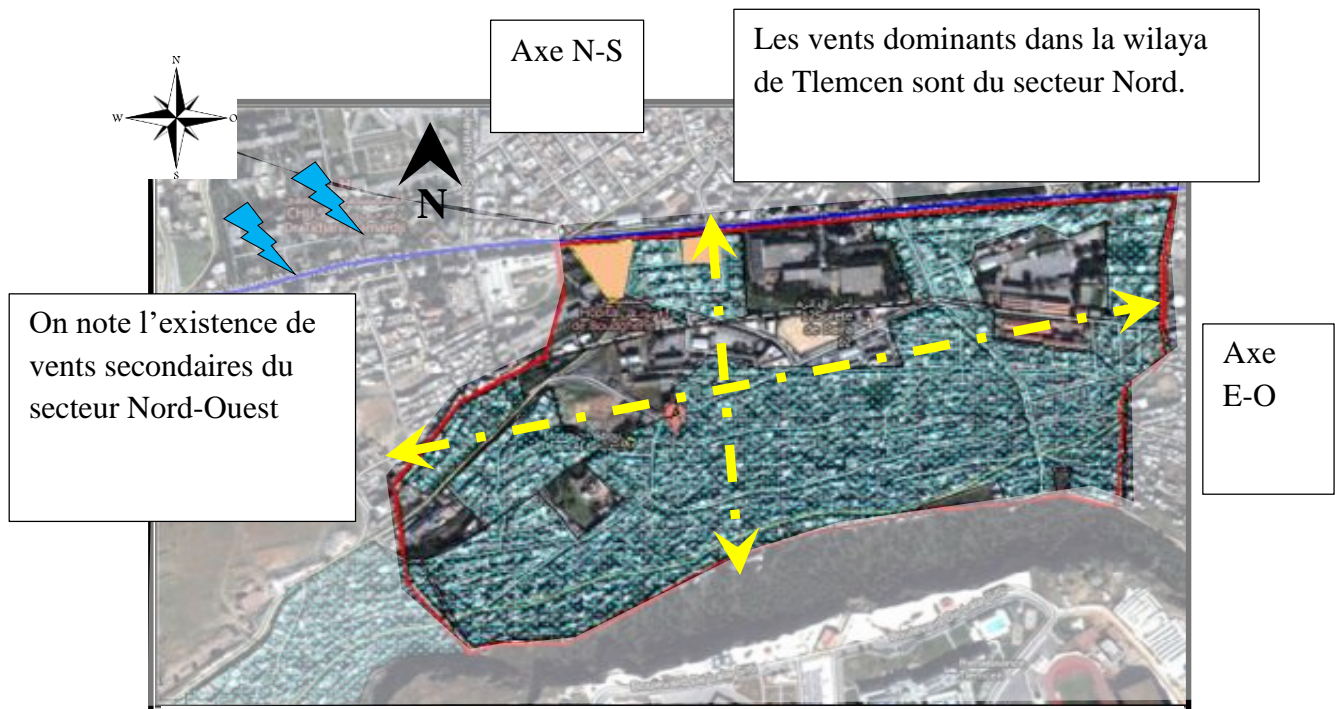 Axe N-S
Les vents dominants dans la wilaya
de Tlemcen sont du secteur Nord.
N
W
O
S
N
On note l’existence de
vents secondaires du
secteur Nord-Ouest
Axe
E-O
A